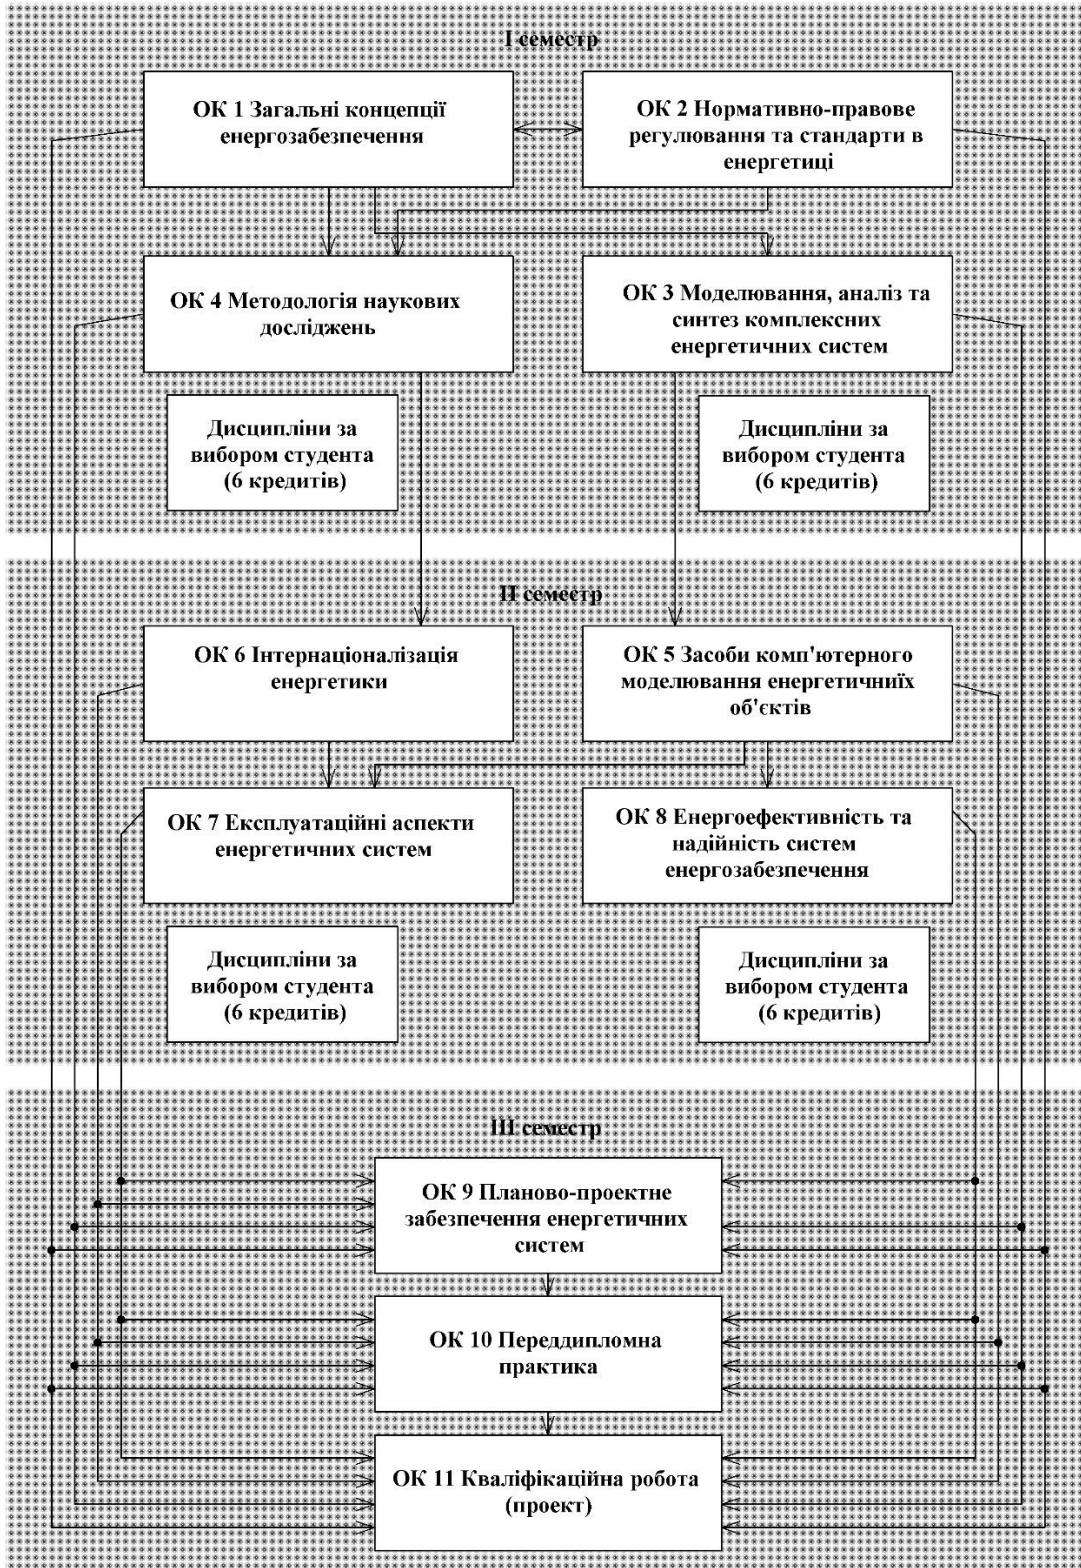 І семестр
ОК 1 Загальні концепції
енергозабезпечення
ОК 2 Нормативно-правове
регулювання та стандарти в
енергетиці
ОК 4 Методологія наукових
досліджень
ОК 3 Моделювання, аналіз та
синтез комплексних
енергетичних систем
Дисципліни за
вибором студента
(6 кредитів)
Дисципліни за
вибором студента
(6 кредитів)
ІІ семестр
ОК 6 Інтернаціоналізація
енергетики
ОК 5 Засоби комп'ютерного
моделювання енергетичниїх
об'єктів
ОК 7 Експлуатаційні аспекти
енергетичних систем
ОК 8 Енергоефективність та
надійність систем
енергозабезпечення
Дисципліни за
вибором студента
(6 кредитів)
Дисципліни за
вибором студента
(6 кредитів)
ІІІ семестр
ОК 9 Планово-проектне
забезпечення енергетичних
систем
ОК 10 Переддипломна
практика
ОК 11 Кваліфікаційна робота
(проект)